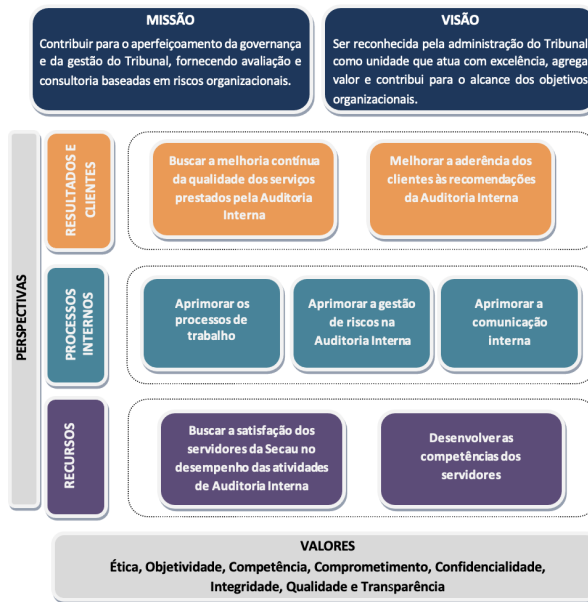 MISSÃO
Contribuir para o aperfeiçoamento da governança
e da gestão do Tribunal, fornecendo avaliação e
consultoria baseadas em riscos organizacionais.
VISÃO
Ser reconhecida pela administração do Tribunal
como unidade que atua com excelência, agrega
valor e contribui para o alcance dos objetivos
organizacionais.
PERSPECTIVAS
RESULTADOS E
CLIENTES
Buscar a melhoria contínua
da qualidade dos serviços
prestados pela Auditoria
Interna
Melhorar a aderência dos
clientes às recomendações
da Auditoria Interna
PROCESSOS
INTERNOS
Aprimorar os
processos de
trabalho
Aprimorar a gestão
de riscos na
Auditoria Interna
Aprimorar a
comunicação
interna
RECURSOS
Buscar a satisfação dos
servidores da Secau no
desempenho das atividades
de Auditoria Interna
Desenvolver as
competências dos
servidores
VALORES
Ética, Objetividade, Competência, Comprometimento, Confidencialidade,
Integridade, Qualidade e Transparência